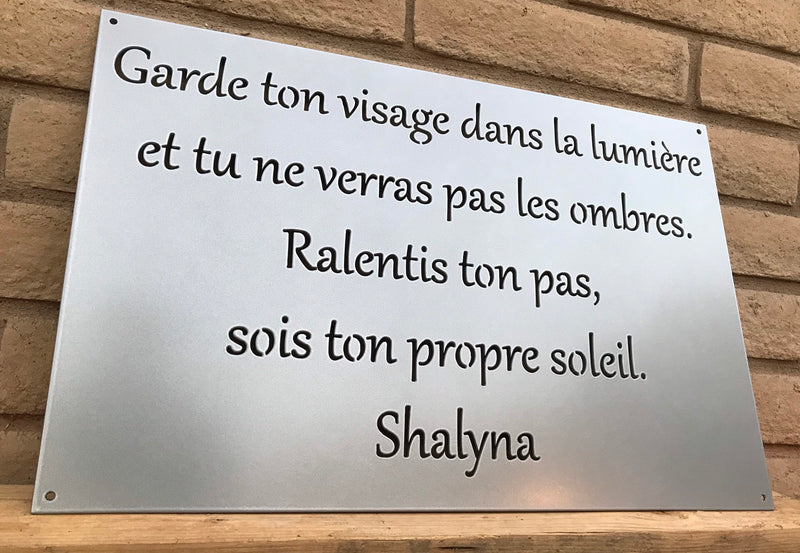 Garde ton visage dans la lumière
et tu ne verras pas les ombres.
Ralentis ton pas,
sois ton propre soleil.
Shalyna